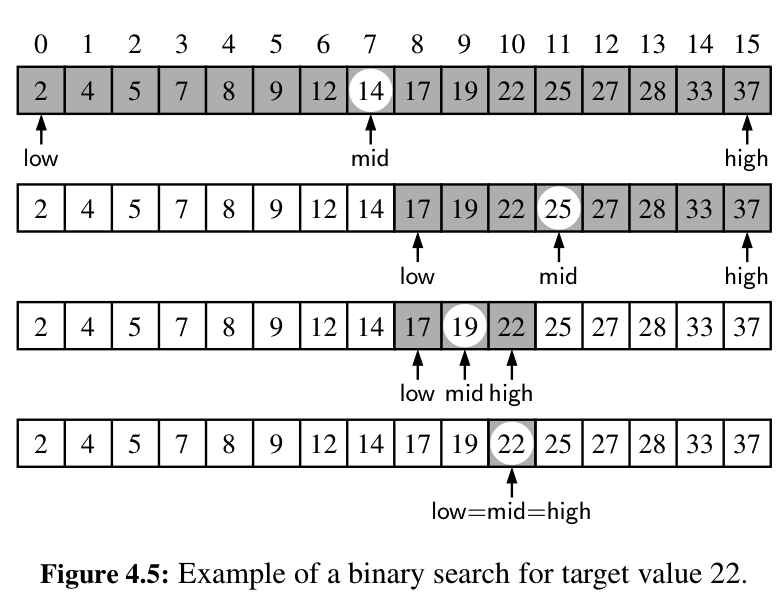 0 1 2 3 4 5 6 7 8 9 10 11 12 13 14 15
2 4 5 7 8 9 12 14 17 19 22 25 27 28 33 37
low mid high
2 4 5 7 8 9 12 14 17 19 22 25 27 28 33 37
low mid high
2 4 5 7 8 9 12 14 17 19 22 25 27 28 33 37
low mid high
2 4 5 7 8 9 12 14 17 19 22 25 27 28 33 37
low=mid=high
Figure 4.5: Example of a binary search for target value 22.